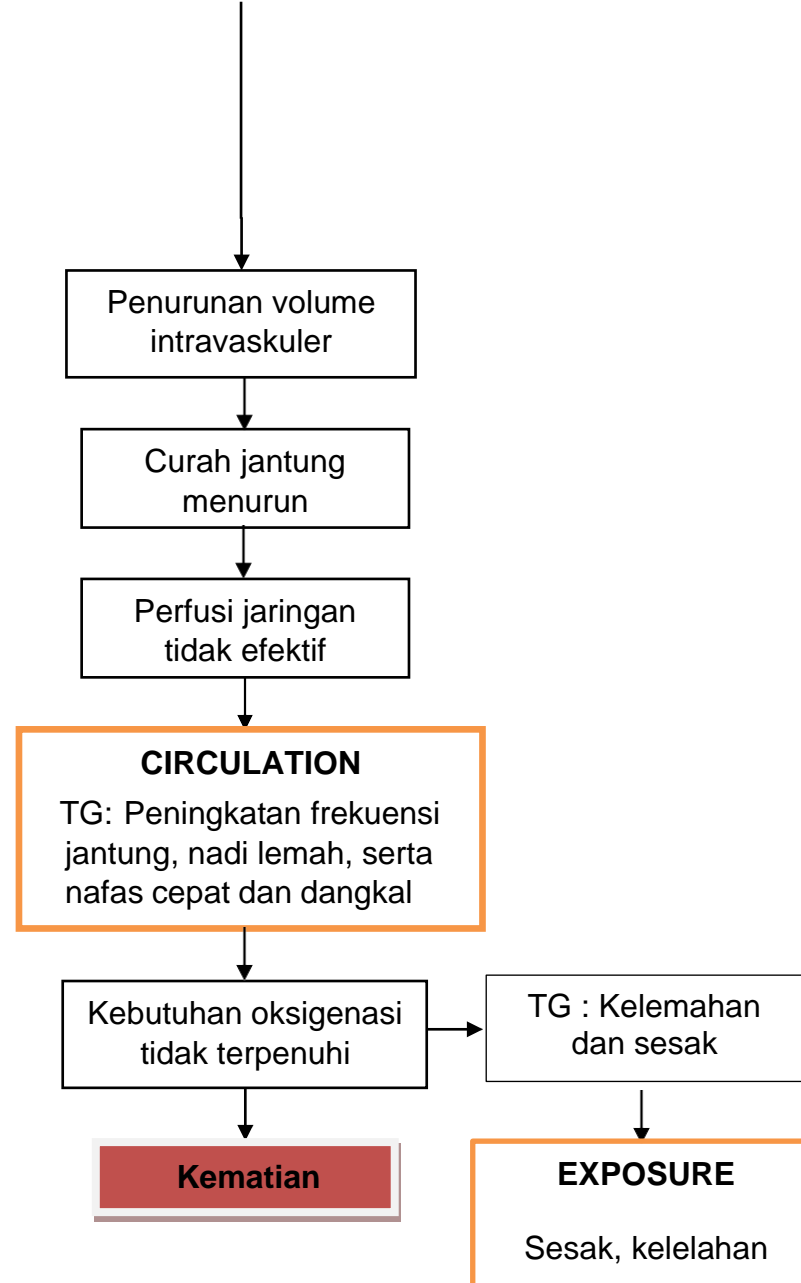 Penurunan volume
intravaskuler
Curah jantung
menurun
Perfusi jaringan
tidak efektif
CIRCULATION
TG: Peningkatan frekuensi
jantung, nadi lemah, serta
nafas cepat dan dangkal
Kebutuhan oksigenasi
tidak terpenuhi
TG : Kelemahan
dan sesak
Kematian
EXPOSURE
Sesak, kelelahan